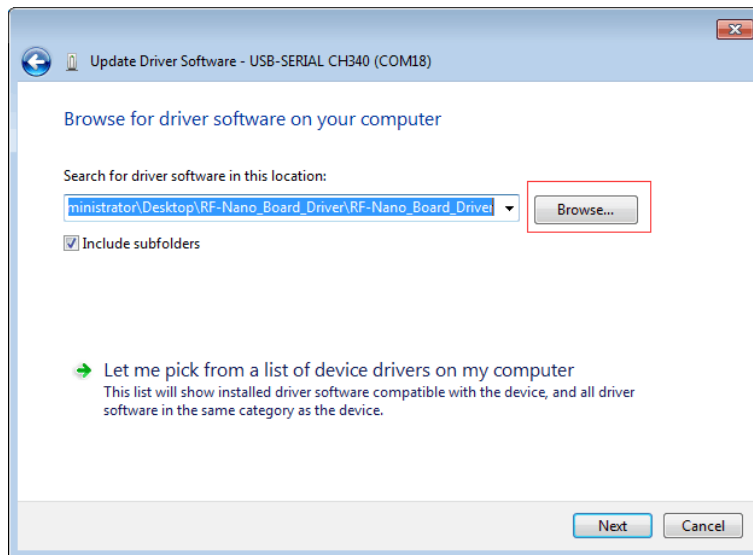 Update Driver Software - USB-SERIAL CH340 (COM18)
Browse for driver software on your computer
Search for driver software in this location:
ministrator\Desktop\RF-Nano_Board_Driver\RF-Nano_Board_Driver
Browse...
Include subfolders
Let me pick from a list of device drivers on my computer
This list will show installed driver software compatible with the device, and all driver
software in the same category as the device.
Next
Cancel